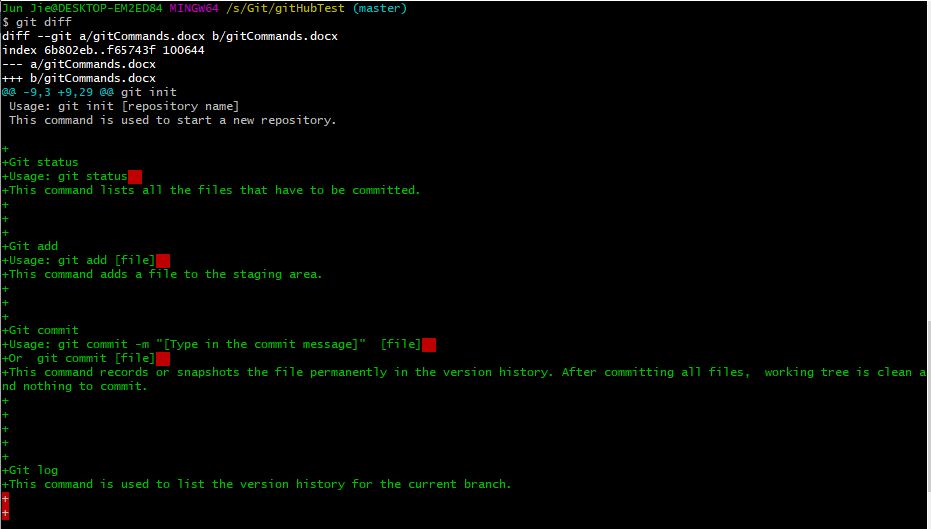 Jun Jie@DESKTOP-EM2ED84 MINGW64 /s/Git/gitHubTest (master)
$ git diff
diff --git a/gitCommands.docx b/gitCommands.docx
index 6b802eb..f65743f 100644
--- a/gitCommands.docx
+++ b/gitCommands.docx
@@ -9,3 +9,29 @@ git init
 Usage: git init [repository name]
 This command is used to start a new repository.

+
+Git status
+Usage: git status
+This command lists all the files that have to be committed.
+
+
+
+Git add
+Usage: git add [file]
+This command adds a file to the staging area.
+
+
+
+Git commit
+Usage: git commit -m "[Type in the commit message]"  [file]
+Or  git commit [file]
+This command records or snapshots the file permanently in the version history. After committing all files,  working tree is clean a
nd nothing to commit.
+
+
+
+
+
+Git log
+This command is used to list the version history for the current branch.
+
+